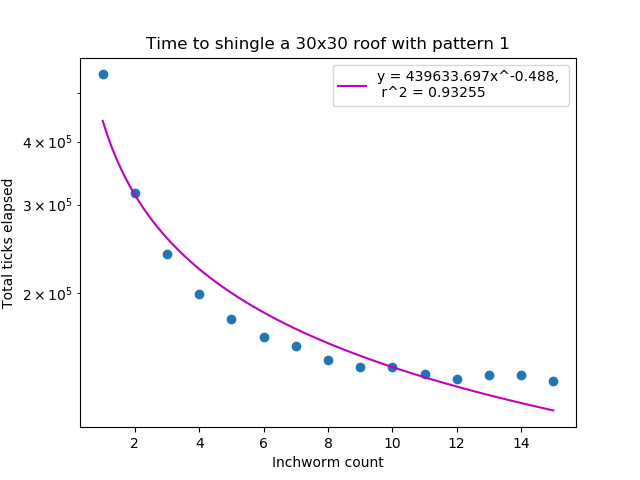 Time to shingle a 30x30 roof with pattern 1
y = 439633.697x^-0.488,
r^2 = 0.93255
Total ticks elapsed
4 × 10^5
3 × 10^5
2 × 10^5
2 4 6 8 10 12 14
Inchworm count